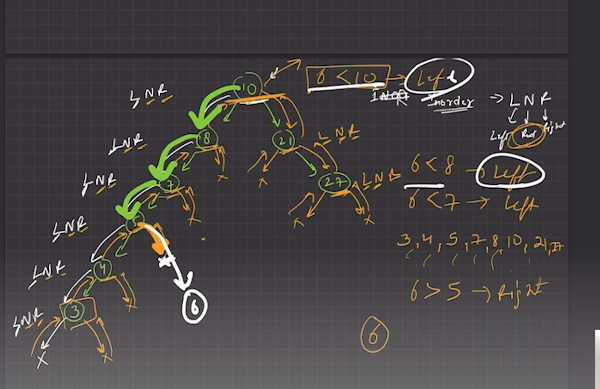 10
6 < 10 → Left
LNR
Inorder → LNR
Left Root Right
8
21
LNR
LNR
6 < 8 → Left
7
27
LNR
LNR
6 < 7 → Left
LNR
3, 4, 5, 7, 8, 10, 21, 27
4
LNR
6 > 5 → Right
3
6
LNR
6